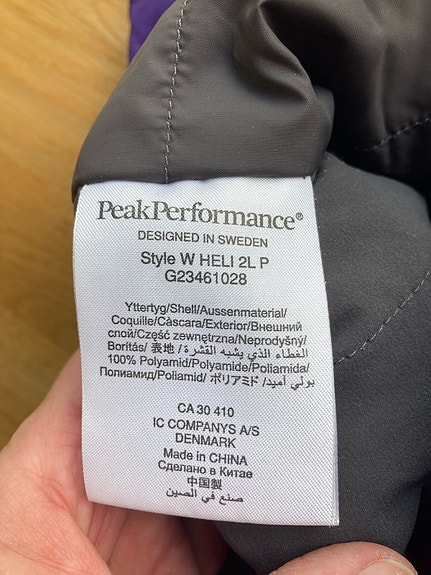 PeakPerformance®
DESIGNED IN SWEDEN
Style W HELI 2L P
G23461028
Yttertyg/Shell/Aussenmaterial/
Coquille/Càscara/Exterior/Внешний
слой/Część zewnętrzna/Neprodyšný/
Borítás/ 表地 / الغطاء الذي يشبه القشرة/
100% Polyamid/Polyamide/Poliamida/
Полиамид/Poliamid/ ポリアミド /بولي أميد/
CA 30 410
IC COMPANYS A/S
DENMARK
Made in CHINA
Сделано в Китае
中国製
صنع في الصين